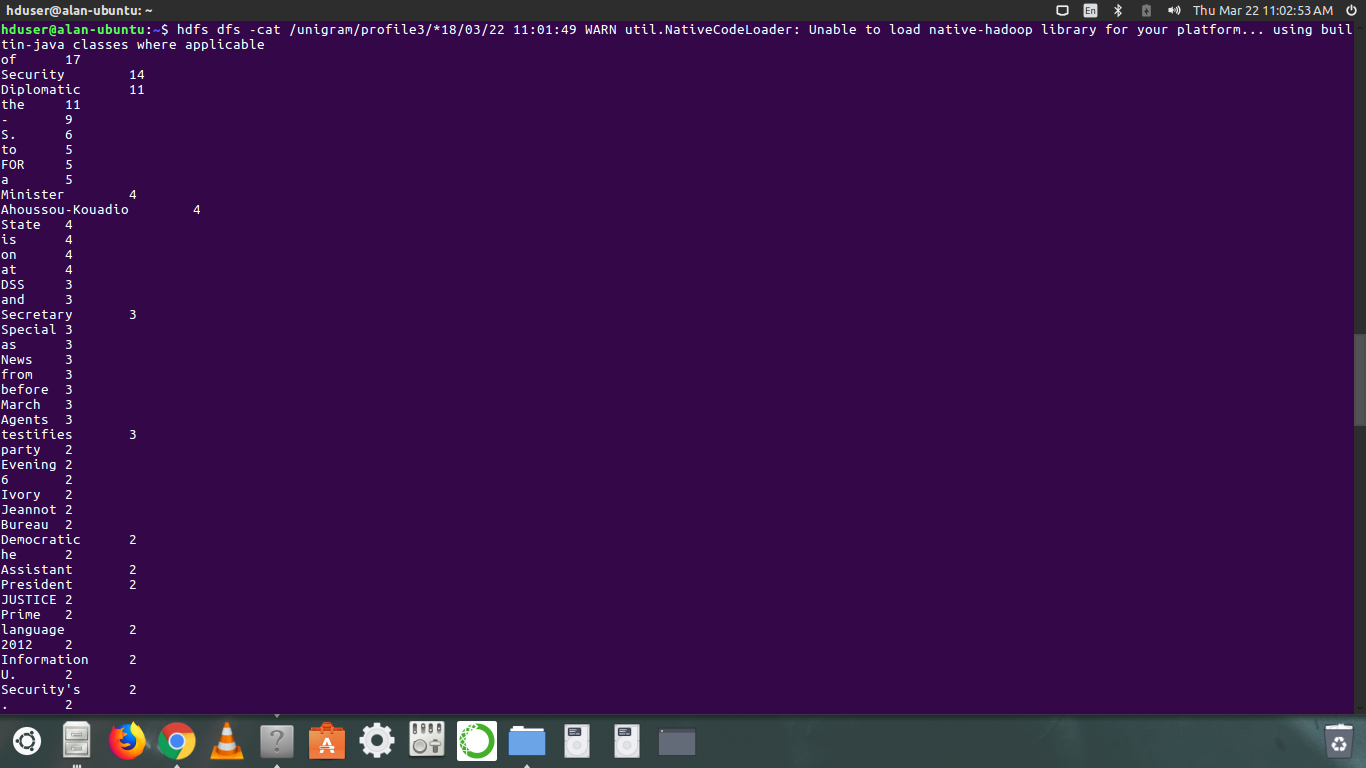 hduser@alan-ubuntu: ~
En
Thu Mar 22 11:02:53 AM
hduser@alan-ubuntu:~$ hdfs dfs -cat /unigram/profile3/*18/03/22 11:01:49 WARN util.NativeCodeLoader: Unable to load native-hadoop library for your platform... using buil
tin-java classes where applicable
of 17
Security 14
Diplomatic 11
the 11
- 9
S. 6
to 5
FOR 5
a 5
Minister 4
Ahoussou-Kouadio 4
State 4
is 4
on 4
at 4
DSS 3
and 3
Secretary 3
Special 3
as 3
News 3
from 3
before 3
March 3
Agents 3
testifies 3
party 2
Evening 2
6 2
Ivory 2
Jeannot 2
Bureau 2
Democratic 2
he 2
Assistant 2
President 2
JUSTICE 2
Prime 2
language 2
2012 2
Information 2
U. 2
Security's 2
. 2